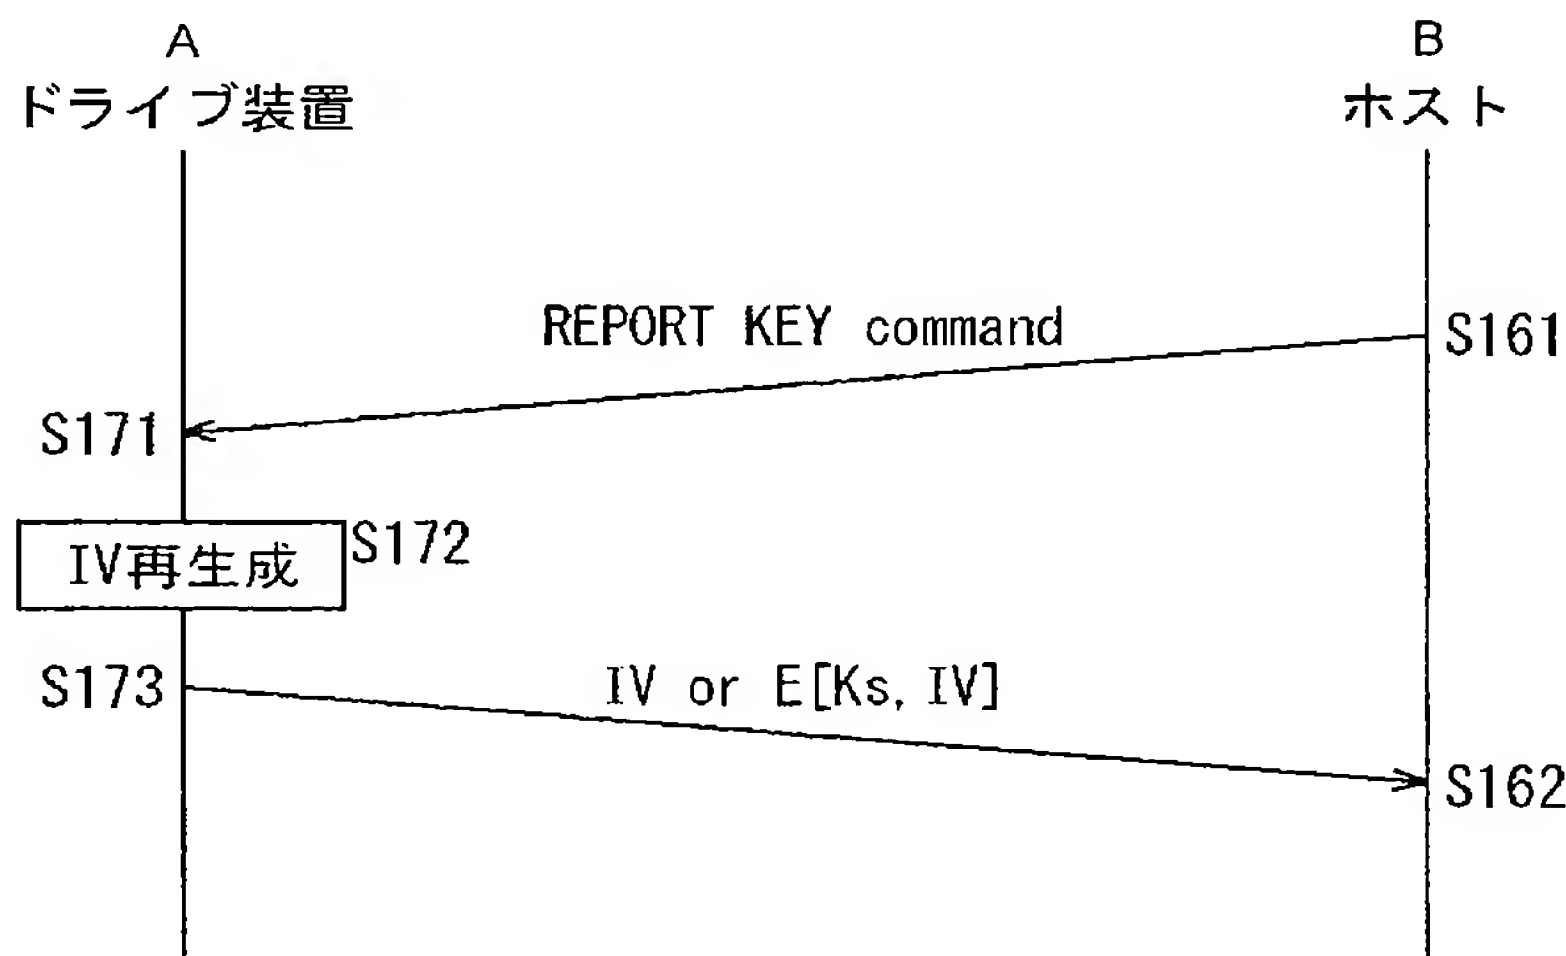 A
ドライブ装置
B
ホスト
REPORT KEY command
S161
S171
IV再生成
S172
S173
IV or E[Ks, IV]
S162